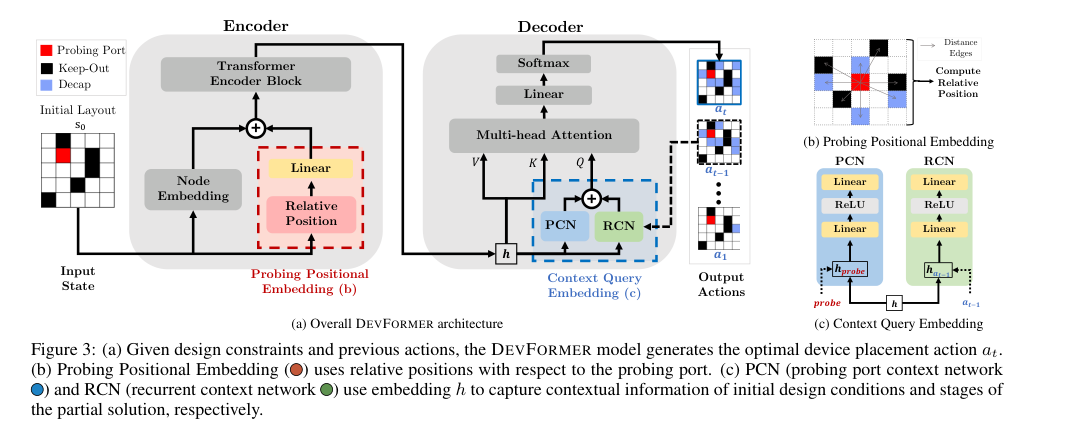 Encoder
Decoder
Probing Port
Keep-Out
Decap
Initial Layout
s0
Input
State
Transformer
Encoder Block
+
Node
Embedding
Linear
Relative
Position
Probing Positional
Embedding (b)
Softmax
Linear
Multi-head Attention
V
K
Q
+
PCN
RCN
h
Context Query
Embedding (c)
at
at−1
a1
Output
Actions
(a) Overall DEVFORMER architecture
Distance
Edges
Compute
Relative
Position
(b) Probing Positional Embedding
PCN
RCN
Linear
Linear
ReLU
ReLU
Linear
Linear
hprobe
hat−1
probe
h
at−1
(c) Context Query Embedding
Figure 3: (a) Given design constraints and previous actions, the DEVFORMER model generates the optimal device placement action at.
(b) Probing Positional Embedding ( ) uses relative positions with respect to the probing port. (c) PCN (probing port context network
) and RCN (recurrent context network ) use embedding h to capture contextual information of initial design conditions and stages of
the partial solution, respectively.